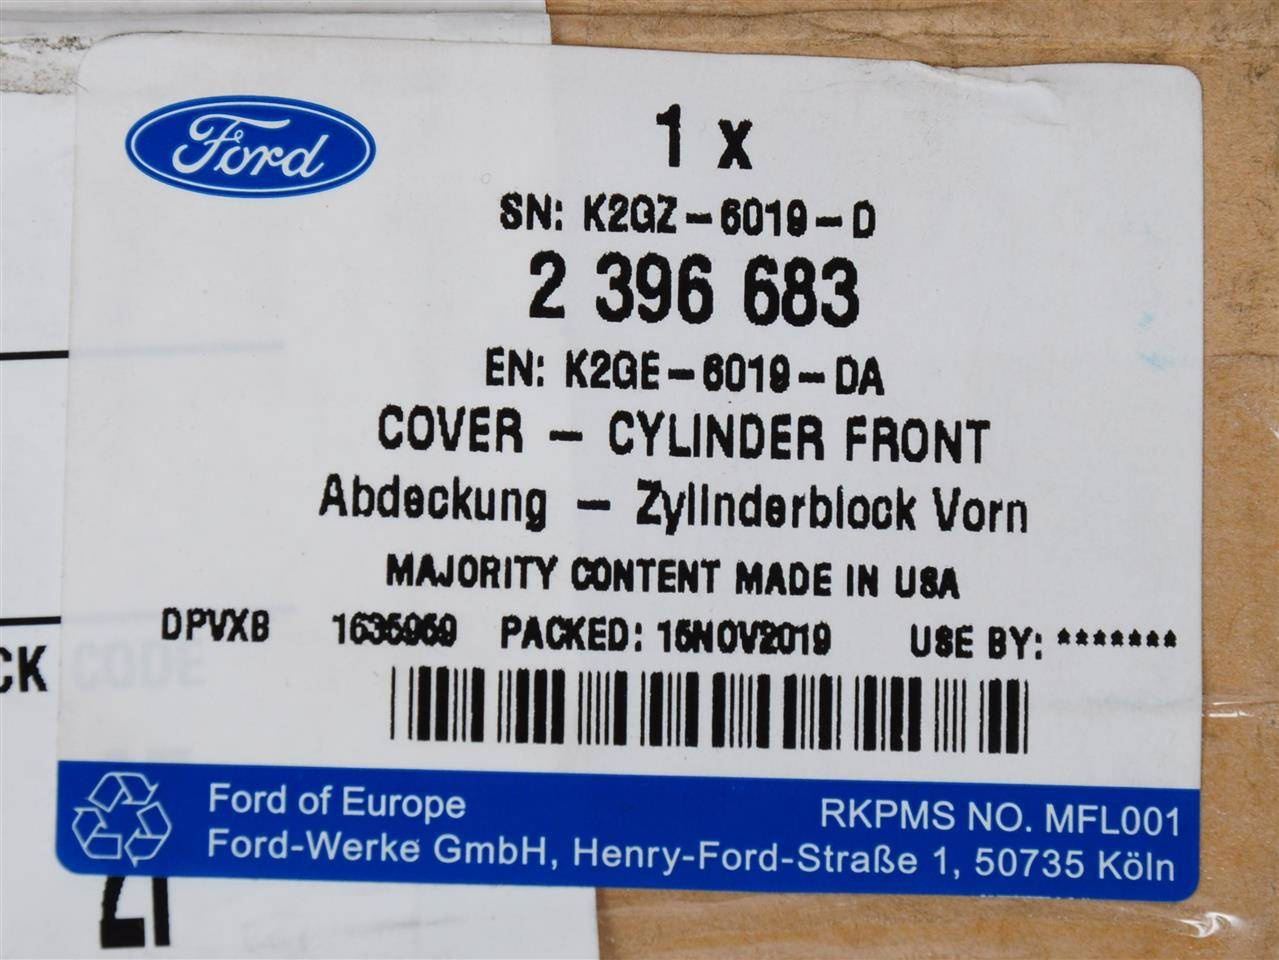 Ford
1 x
SN: K2GZ-6019-D
2 396 683
EN: K2GE-6019-DA
COVER - CYLINDER FRONT
Abdeckung - Zylinderblock Vorn
MAJORITY CONTENT MADE IN USA
DPVXB 1635959 PACKED: 15NOV2019 USE BY: *******
CK CODE
Ford of Europe RKPMS NO. MFL001
Ford-Werke GmbH, Henry-Ford-Straße 1, 50735 Köln